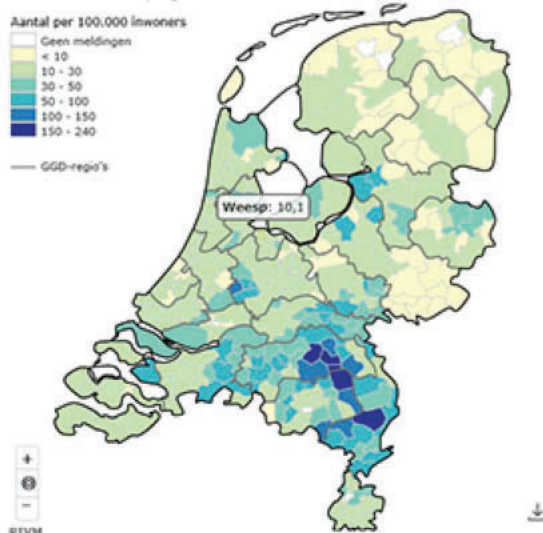 Aantal per 100.000 inwoners
Geen meldingen
< 10
10 - 30
30 - 50
50 - 100
100 - 150
150 - 240
GGD-regio's
Weesp: 10,1
+
−
RIVM